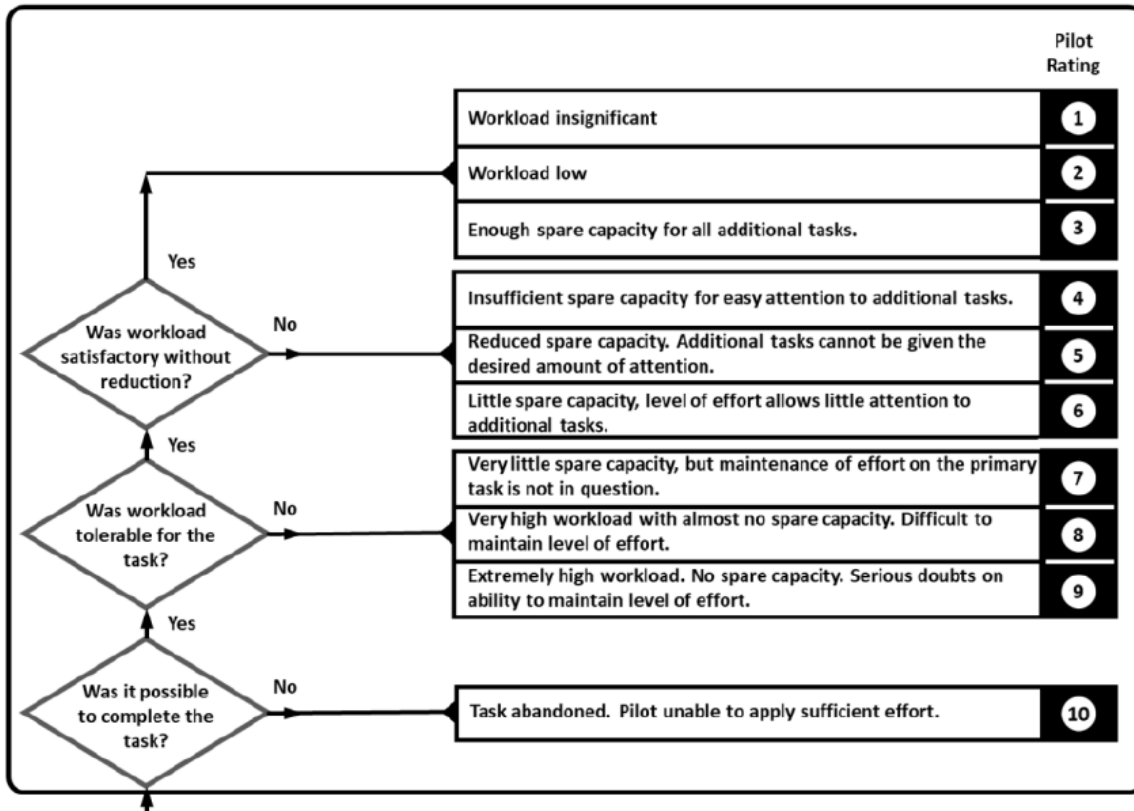 Pilot
Rating
Workload insignificant
1
Workload low
2
Enough spare capacity for all additional tasks.
3
Yes
Was workload
satisfactory without
reduction?
No
Insufficient spare capacity for easy attention to additional tasks.
4
Reduced spare capacity. Additional tasks cannot be given the
desired amount of attention.
5
Little spare capacity, level of effort allows little attention to
additional tasks.
6
Yes
Was workload
tolerable for the
task?
No
Very little spare capacity, but maintenance of effort on the primary
task is not in question.
7
Very high workload with almost no spare capacity. Difficult to
maintain level of effort.
8
Extremely high workload. No spare capacity. Serious doubts on
ability to maintain level of effort.
9
Yes
Was it possible
to complete the
task?
No
Task abandoned. Pilot unable to apply sufficient effort.
10